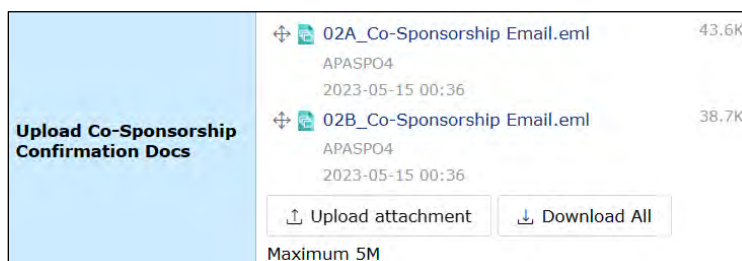 02A_Co-Sponsorship Email.eml 43.6K
APASPO4
2023-05-15 00:36
02B_Co-Sponsorship Email.eml 38.7K
APASPO4
2023-05-15 00:36
Upload Co-Sponsorship
Confirmation Docs
Upload attachment Download All
Maximum 5M